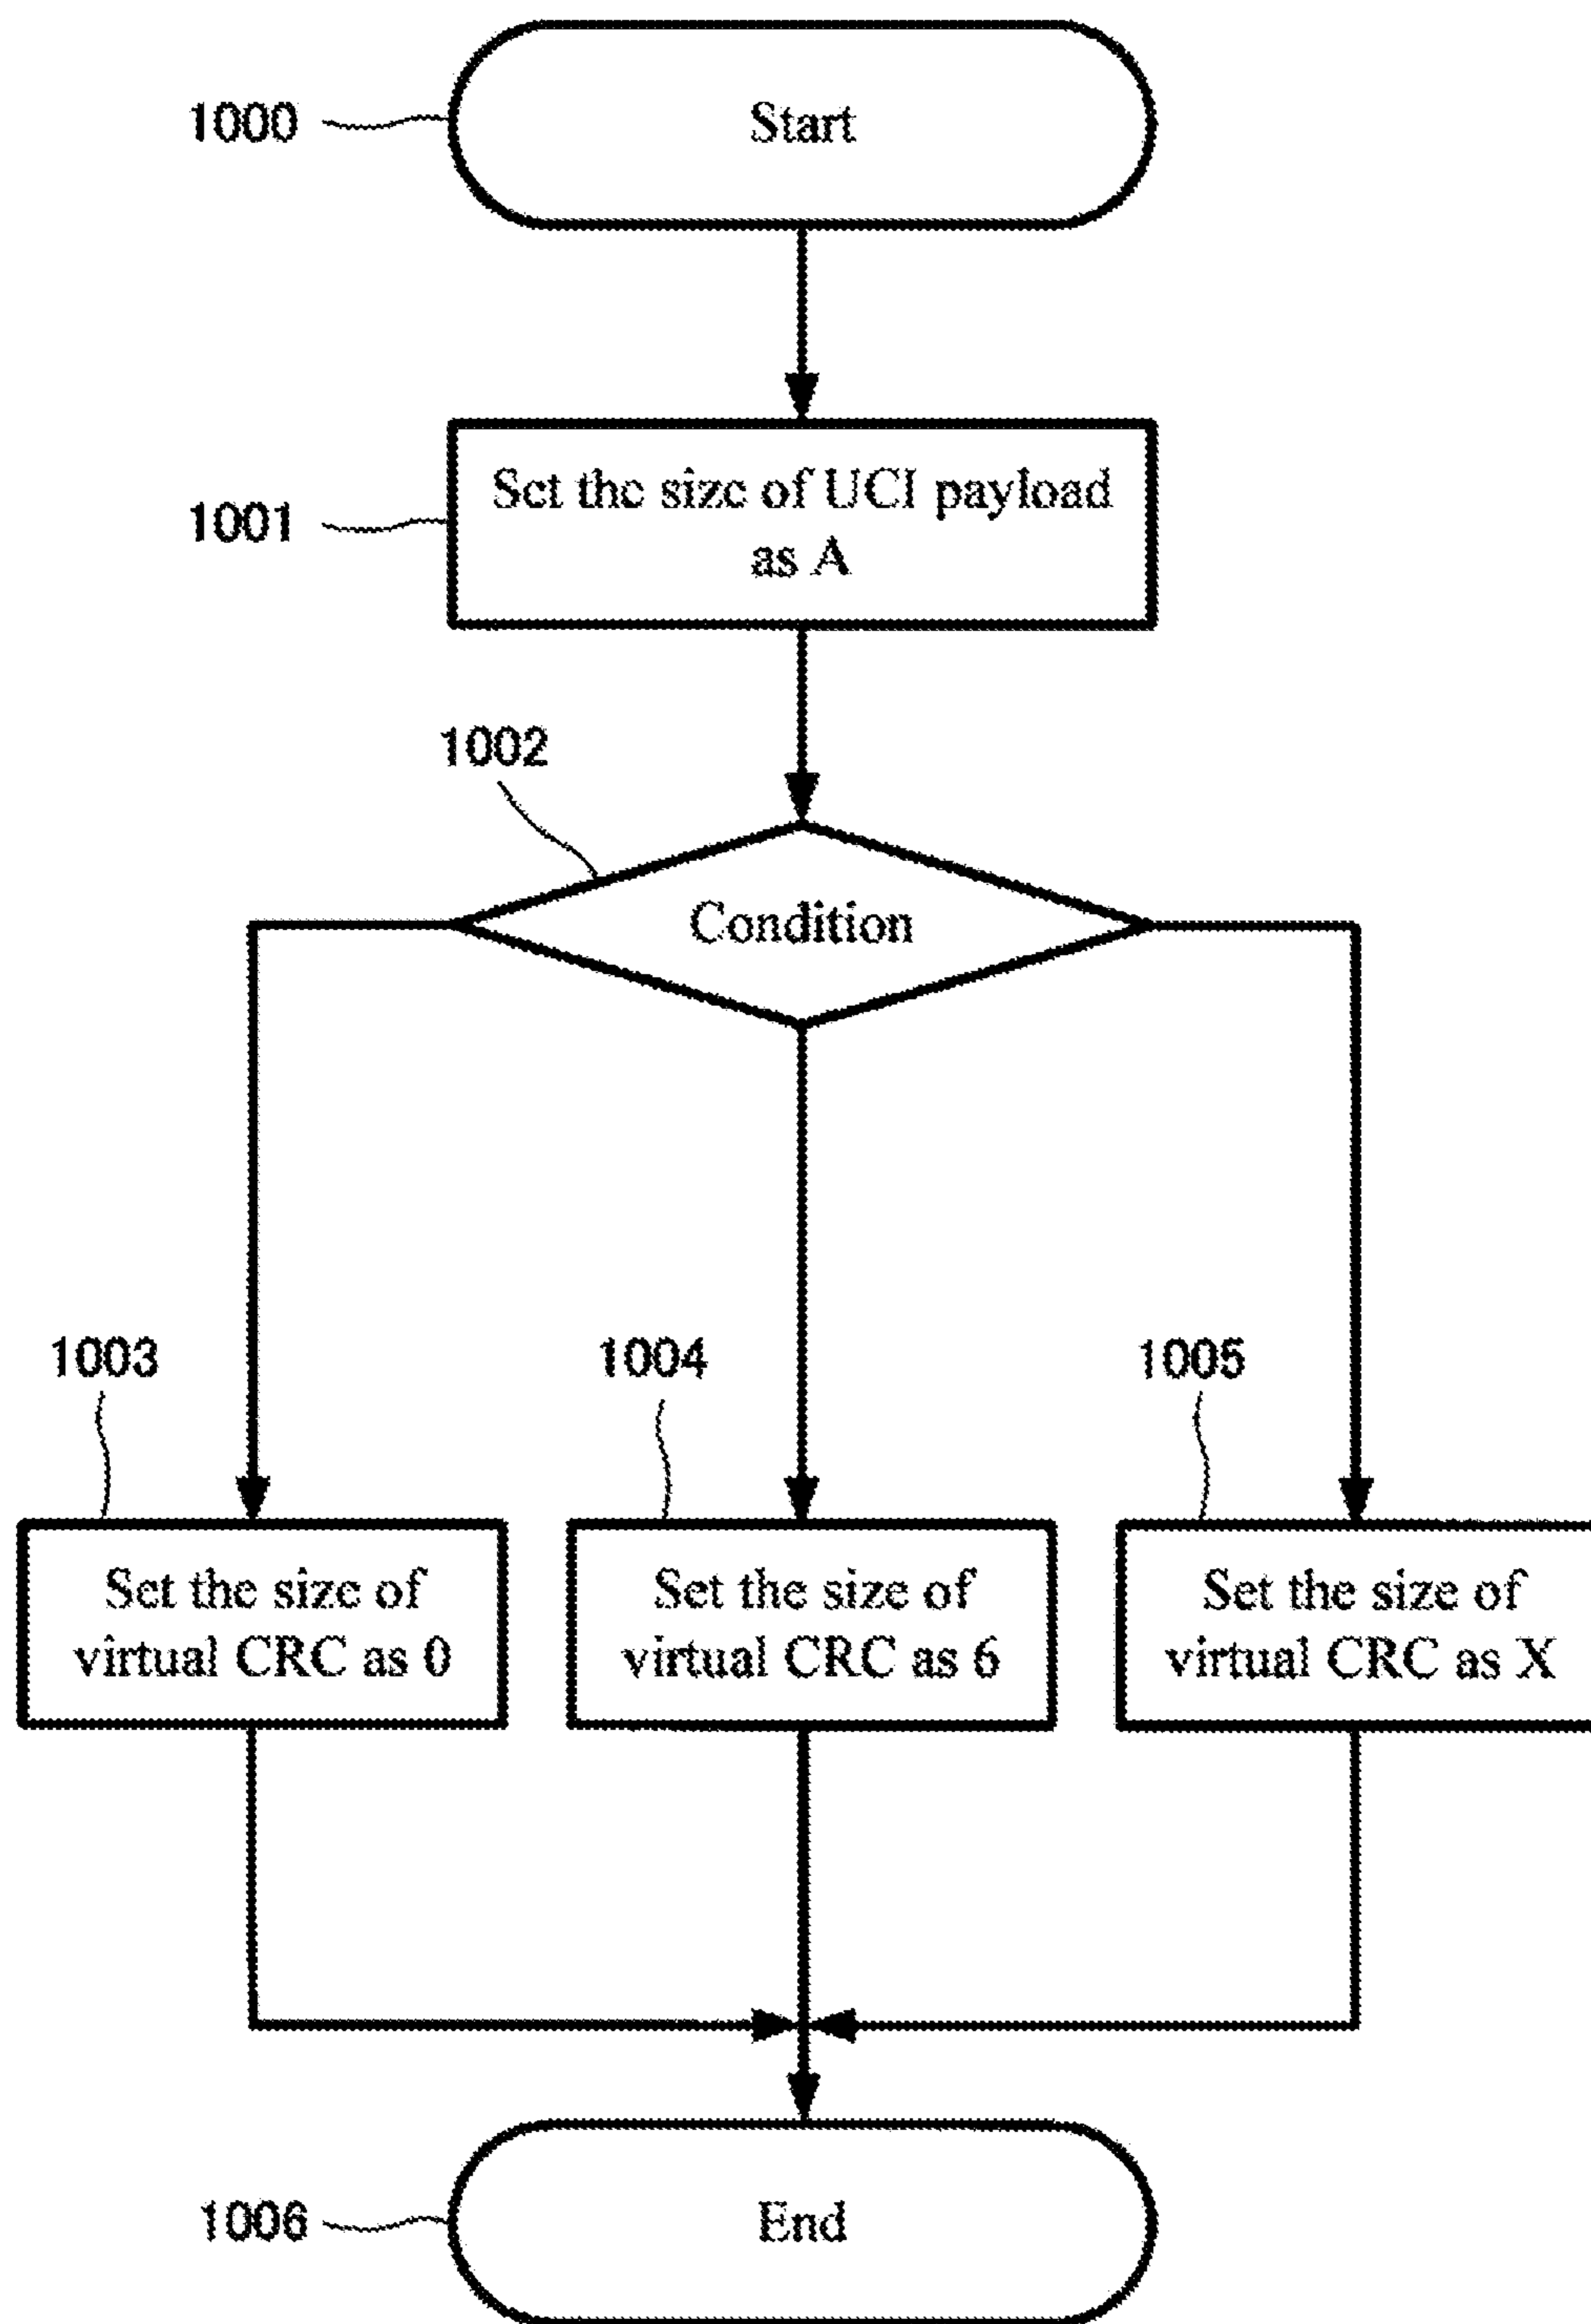 1000
Start
1001
Set the size of UCI payload
as A
1002
Condition
1003
1004
1005
Set the size of
virtual CRC as 0
Set the size of
virtual CRC as 6
Set the size of
virtual CRC as X
1006
End